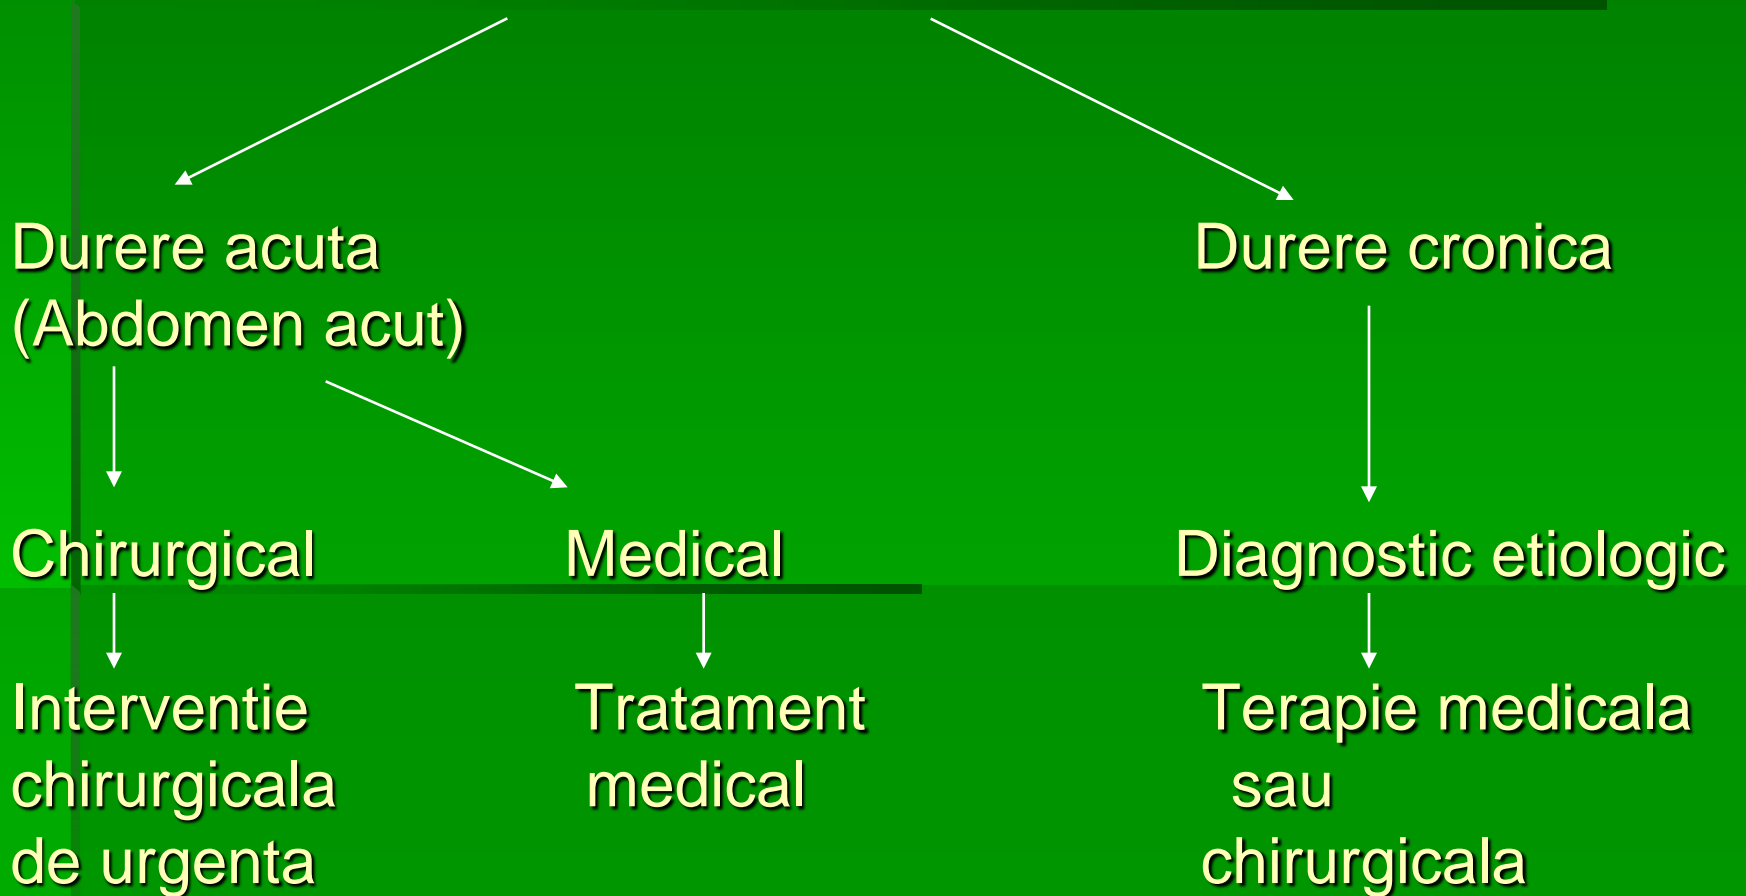 Durere acuta
(Abdomen acut)
Durere cronica
Chirurgical
Medical
Diagnostic etiologic
Interventie
chirurgicala
de urgenta
Tratament
medical
Terapie medicala
sau
chirurgicala